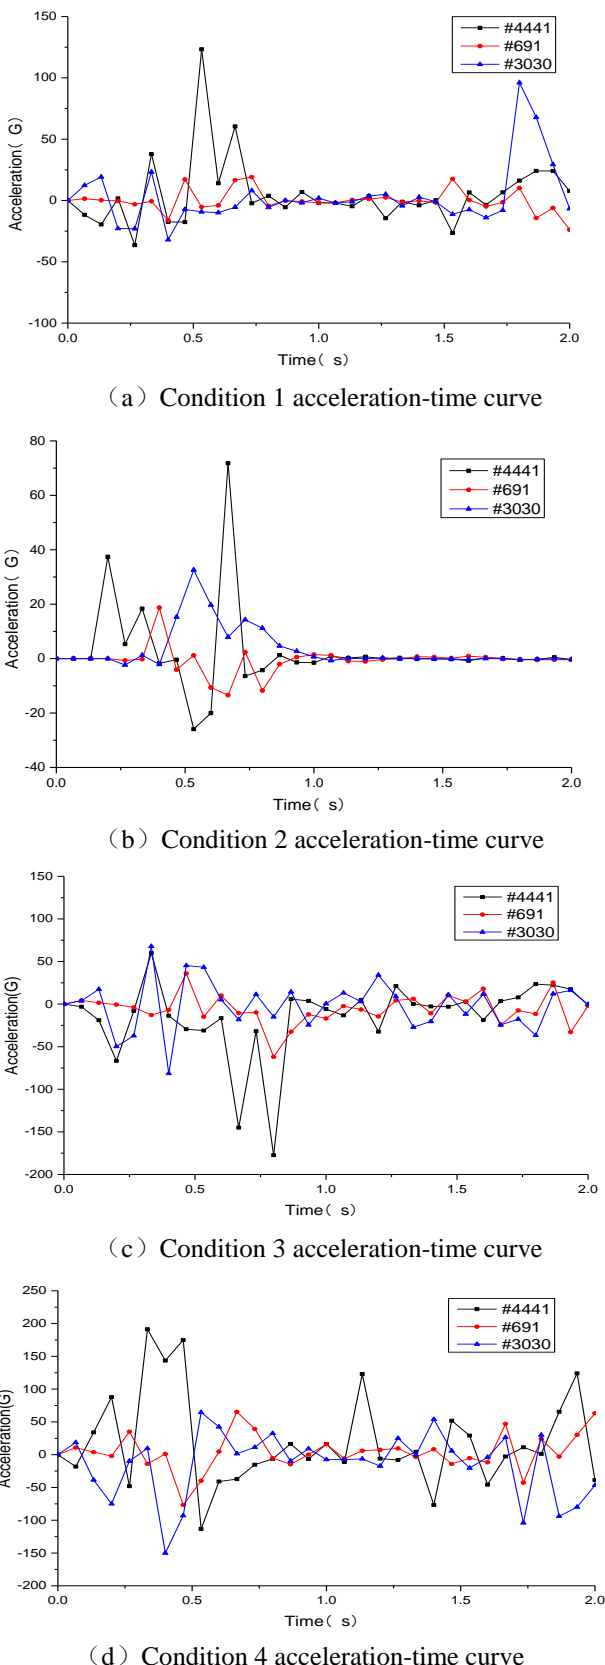 150
100
50
0
-50
-100
Acceleration( G)
#4441
#691
#3030
0.0 0.5 1.0 1.5 2.0
Time( s)
(a) Condition 1 acceleration-time curve
80
60
40
20
0
-20
-40
Acceleration( G)
#4441
#691
#3030
0.0 0.5 1.0 1.5 2.0
Time( s)
(b) Condition 2 acceleration-time curve
150
100
50
0
-50
-100
-150
-200
Acceleration(G)
#4441
#691
#3030
0.0 0.5 1.0 1.5 2.0
Time( s)
(c) Condition 3 acceleration-time curve
250
200
150
100
50
0
-50
-100
-150
-200
Acceleration(G)
#4441
#691
#3030
0.0 0.5 1.0 1.5 2.0
Time( s)
(d) Condition 4 acceleration-time curve